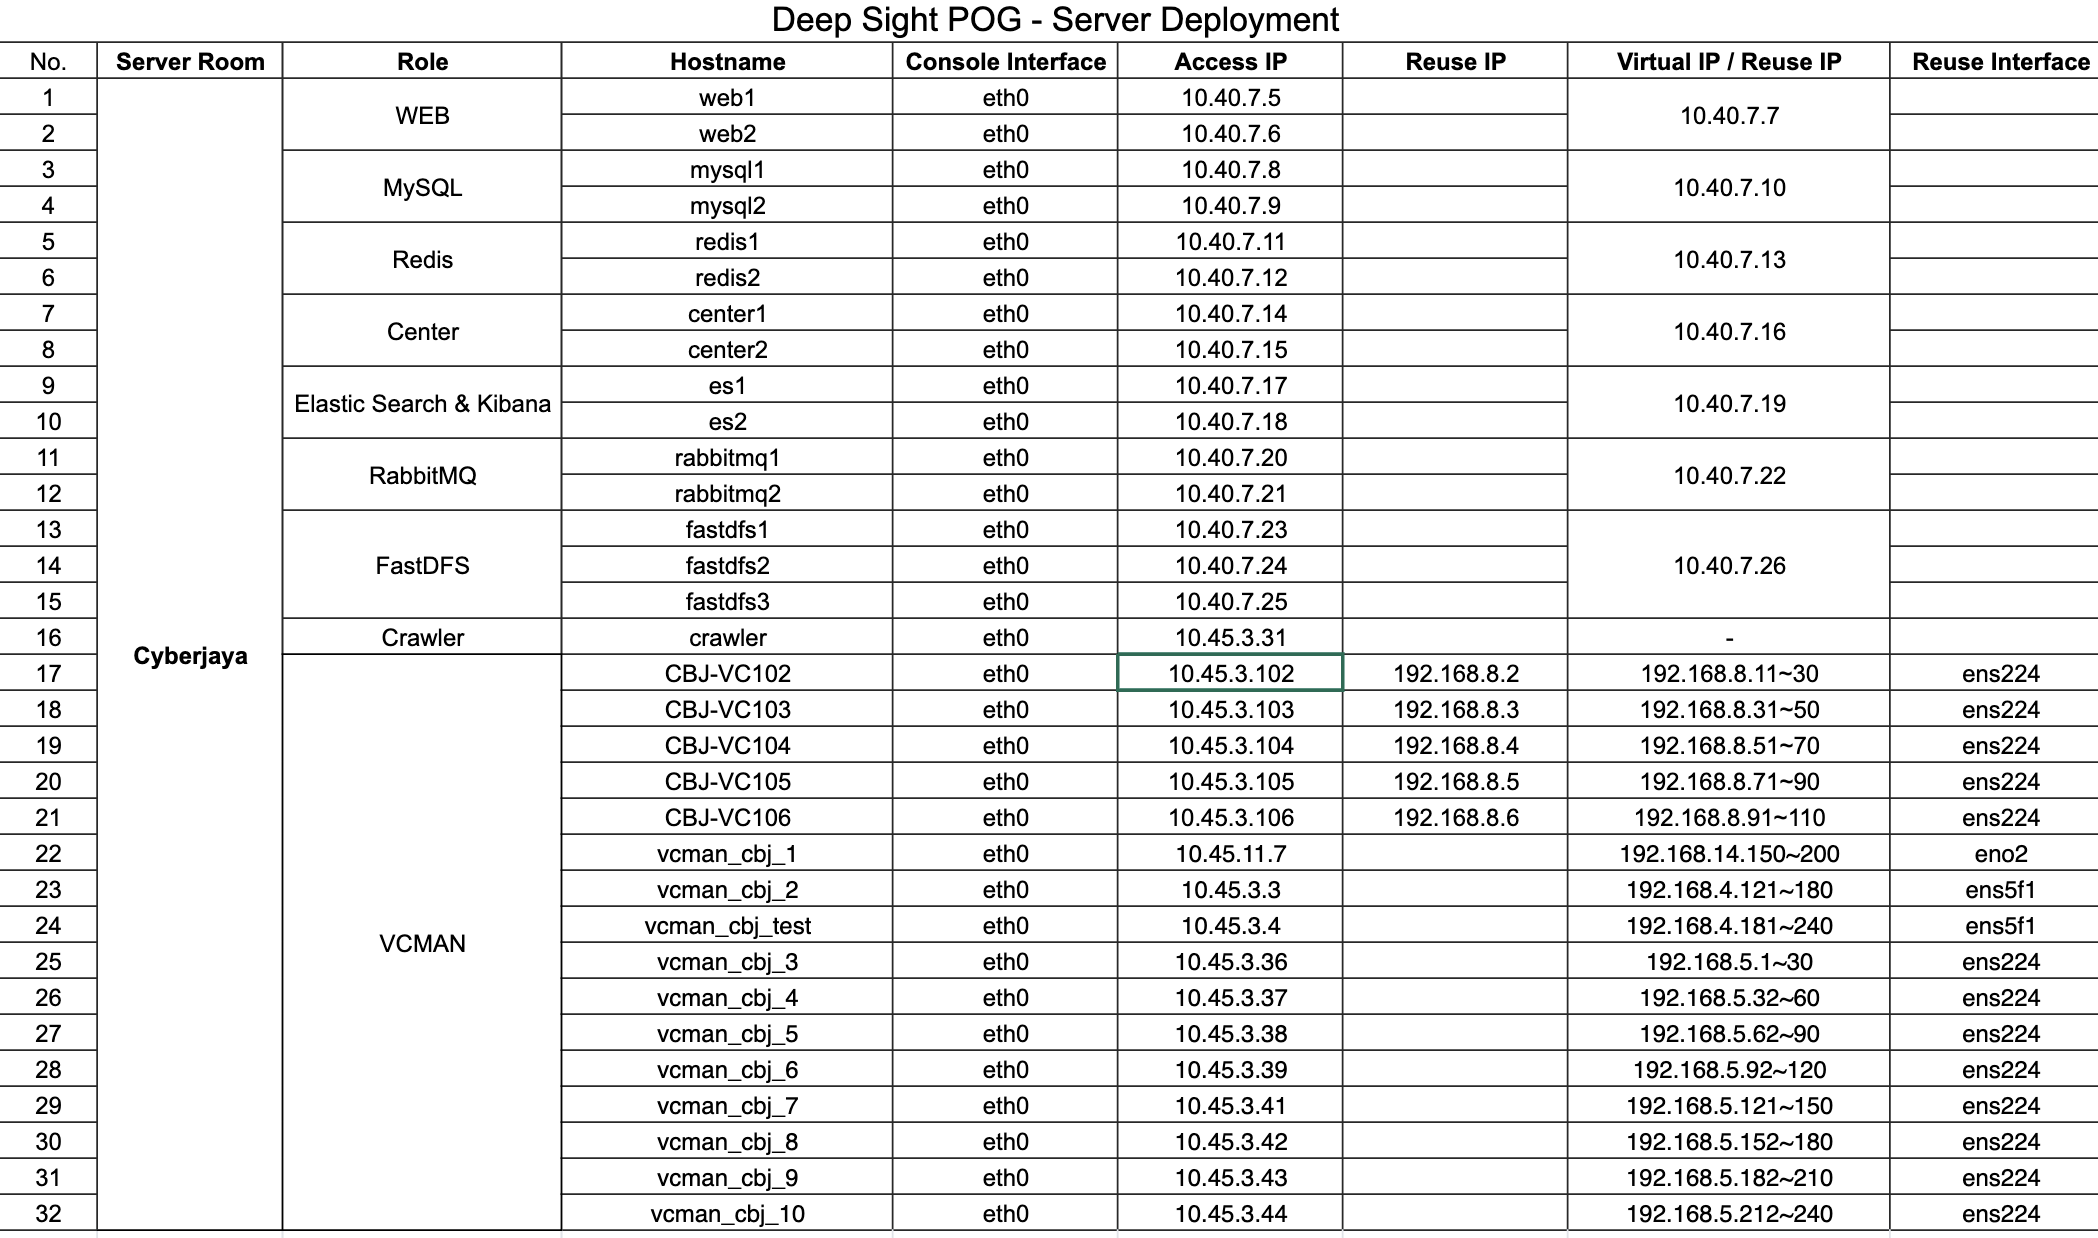 Deep Sight POG - Server Deployment
No. Server Room Role Hostname Console Interface Access IP Reuse IP Virtual IP / Reuse IP Reuse Interface
1 Cyberjaya WEB web1 eth0 10.40.7.5 10.40.7.7
2 web2 eth0 10.40.7.6
3 MySQL mysql1 eth0 10.40.7.8 10.40.7.10
4 mysql2 eth0 10.40.7.9
5 Redis redis1 eth0 10.40.7.11 10.40.7.13
6 redis2 eth0 10.40.7.12
7 Center center1 eth0 10.40.7.14 10.40.7.16
8 center2 eth0 10.40.7.15
9 Elastic Search & Kibana es1 eth0 10.40.7.17 10.40.7.19
10 es2 eth0 10.40.7.18
11 RabbitMQ rabbitmq1 eth0 10.40.7.20 10.40.7.22
12 rabbitmq2 eth0 10.40.7.21
13 FastDFS fastdfs1 eth0 10.40.7.23 10.40.7.26
14 fastdfs2 eth0 10.40.7.24
15 fastdfs3 eth0 10.40.7.25
16 Crawler crawler eth0 10.45.3.31 -
17 VCMAN CBJ-VC102 eth0 10.45.3.102 192.168.8.2 192.168.8.11~30 ens224
18 CBJ-VC103 eth0 10.45.3.103 192.168.8.3 192.168.8.31~50 ens224
19 CBJ-VC104 eth0 10.45.3.104 192.168.8.4 192.168.8.51~70 ens224
20 CBJ-VC105 eth0 10.45.3.105 192.168.8.5 192.168.8.71~90 ens224
21 CBJ-VC106 eth0 10.45.3.106 192.168.8.6 192.168.8.91~110 ens224
22 vcman_cbj_1 eth0 10.45.11.7 192.168.14.150~200 eno2
23 vcman_cbj_2 eth0 10.45.3.3 192.168.4.121~180 ens5f1
24 vcman_cbj_test eth0 10.45.3.4 192.168.4.181~240 ens5f1
25 vcman_cbj_3 eth0 10.45.3.36 192.168.5.1~30 ens224
26 vcman_cbj_4 eth0 10.45.3.37 192.168.5.32~60 ens224
27 vcman_cbj_5 eth0 10.45.3.38 192.168.5.62~90 ens224
28 vcman_cbj_6 eth0 10.45.3.39 192.168.5.92~120 ens224
29 vcman_cbj_7 eth0 10.45.3.41 192.168.5.121~150 ens224
30 vcman_cbj_8 eth0 10.45.3.42 192.168.5.152~180 ens224
31 vcman_cbj_9 eth0 10.45.3.43 192.168.5.182~210 ens224
32 vcman_cbj_10 eth0 10.45.3.44 192.168.5.212~240 ens224